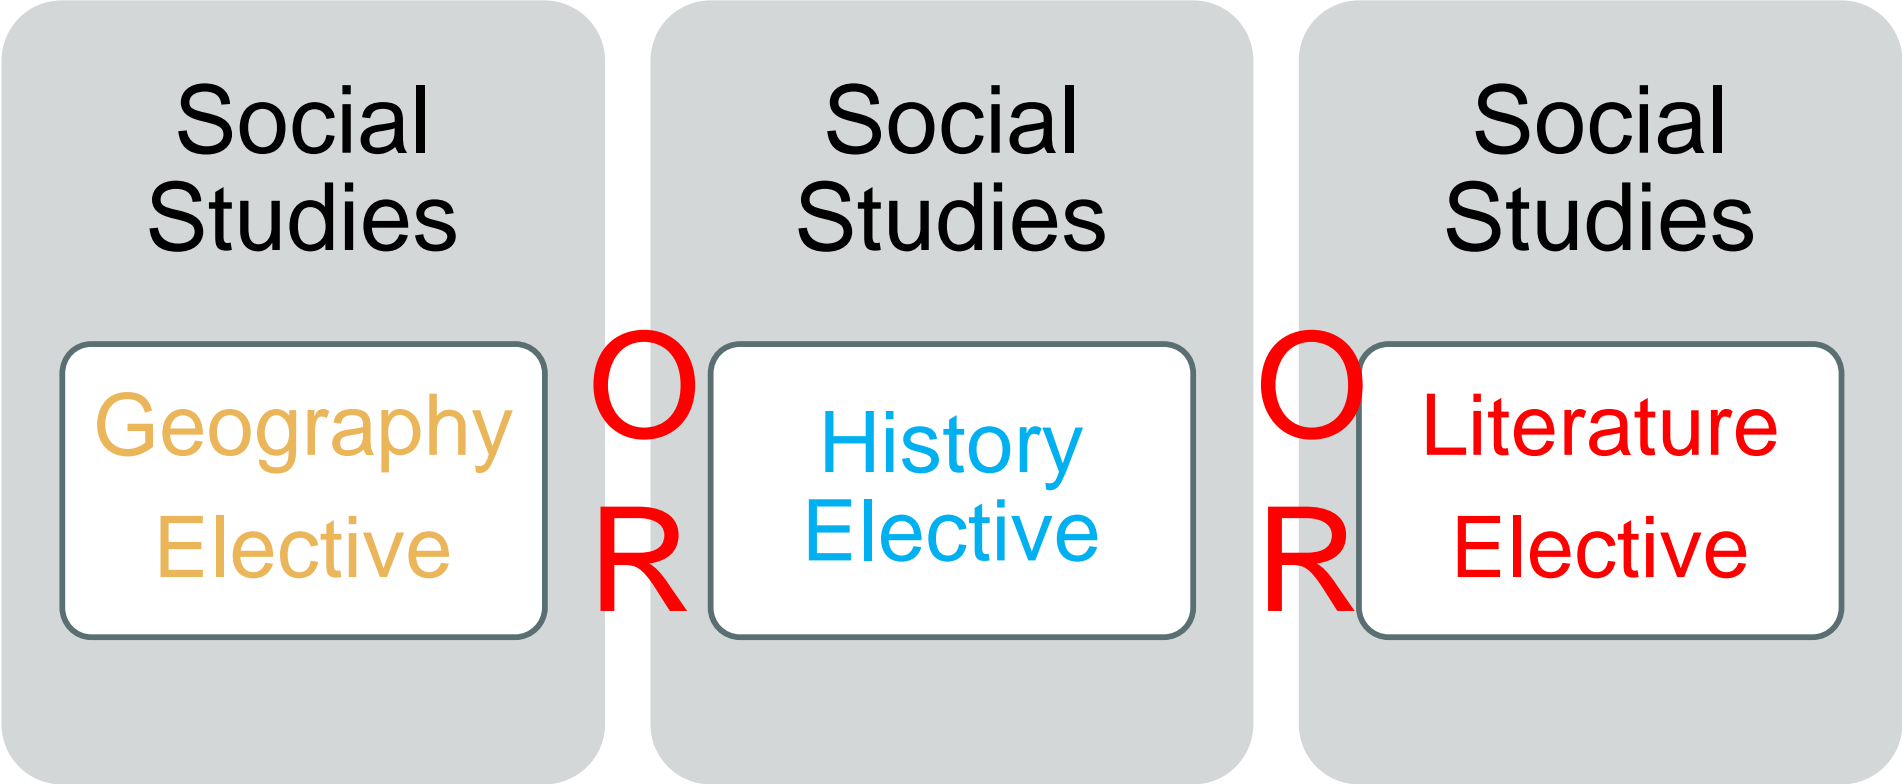 Social
Studies
Geography
Elective
O
R
Social
Studies
History
Elective
O
R
Social
Studies
Literature
Elective